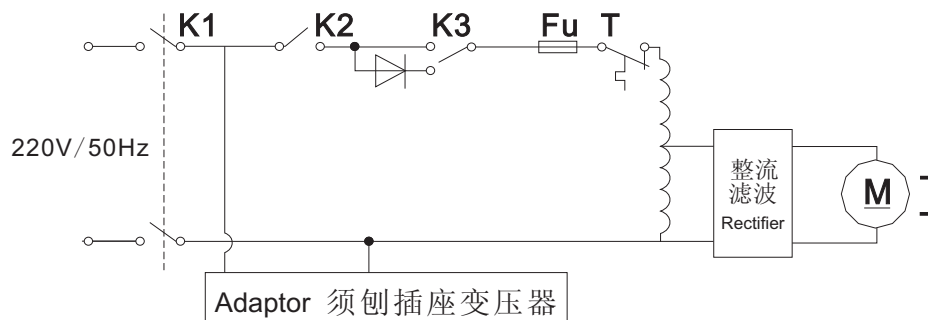 K1 K2 K3 Fu T
220V/50Hz
整流
滤波
Rectifier
M
Adaptor 须刨插座变压器